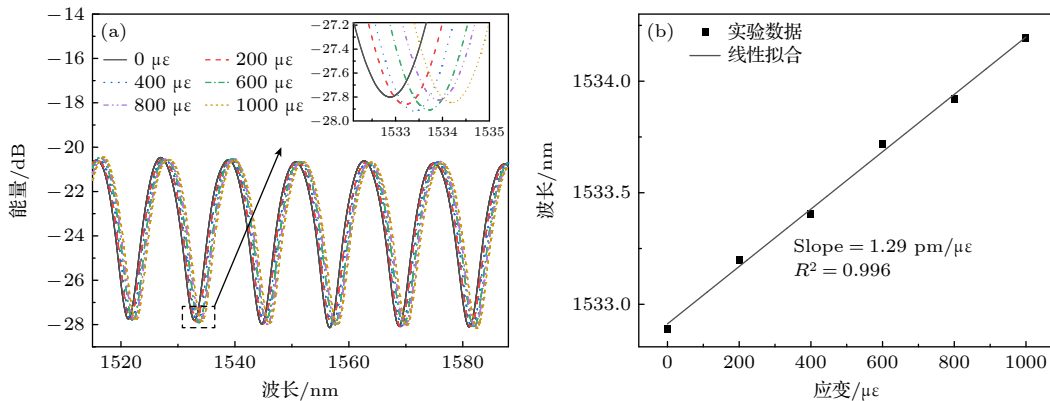 (a)
0 με
200 με
400 με
600 με
800 με
1000 με
−27.2
−27.4
−27.6
−27.8
−28.0
1533
1534
1535
−14
−16
−18
−20
−22
−24
−26
−28
能量/dB
1520
1540
1560
1580
波长/nm
(b)
实验数据
线性拟合
1534.0
1533.5
1533.0
波长/nm
Slope = 1.29 pm/με
R² = 0.996
0
200
400
600
800
1000
应变/με